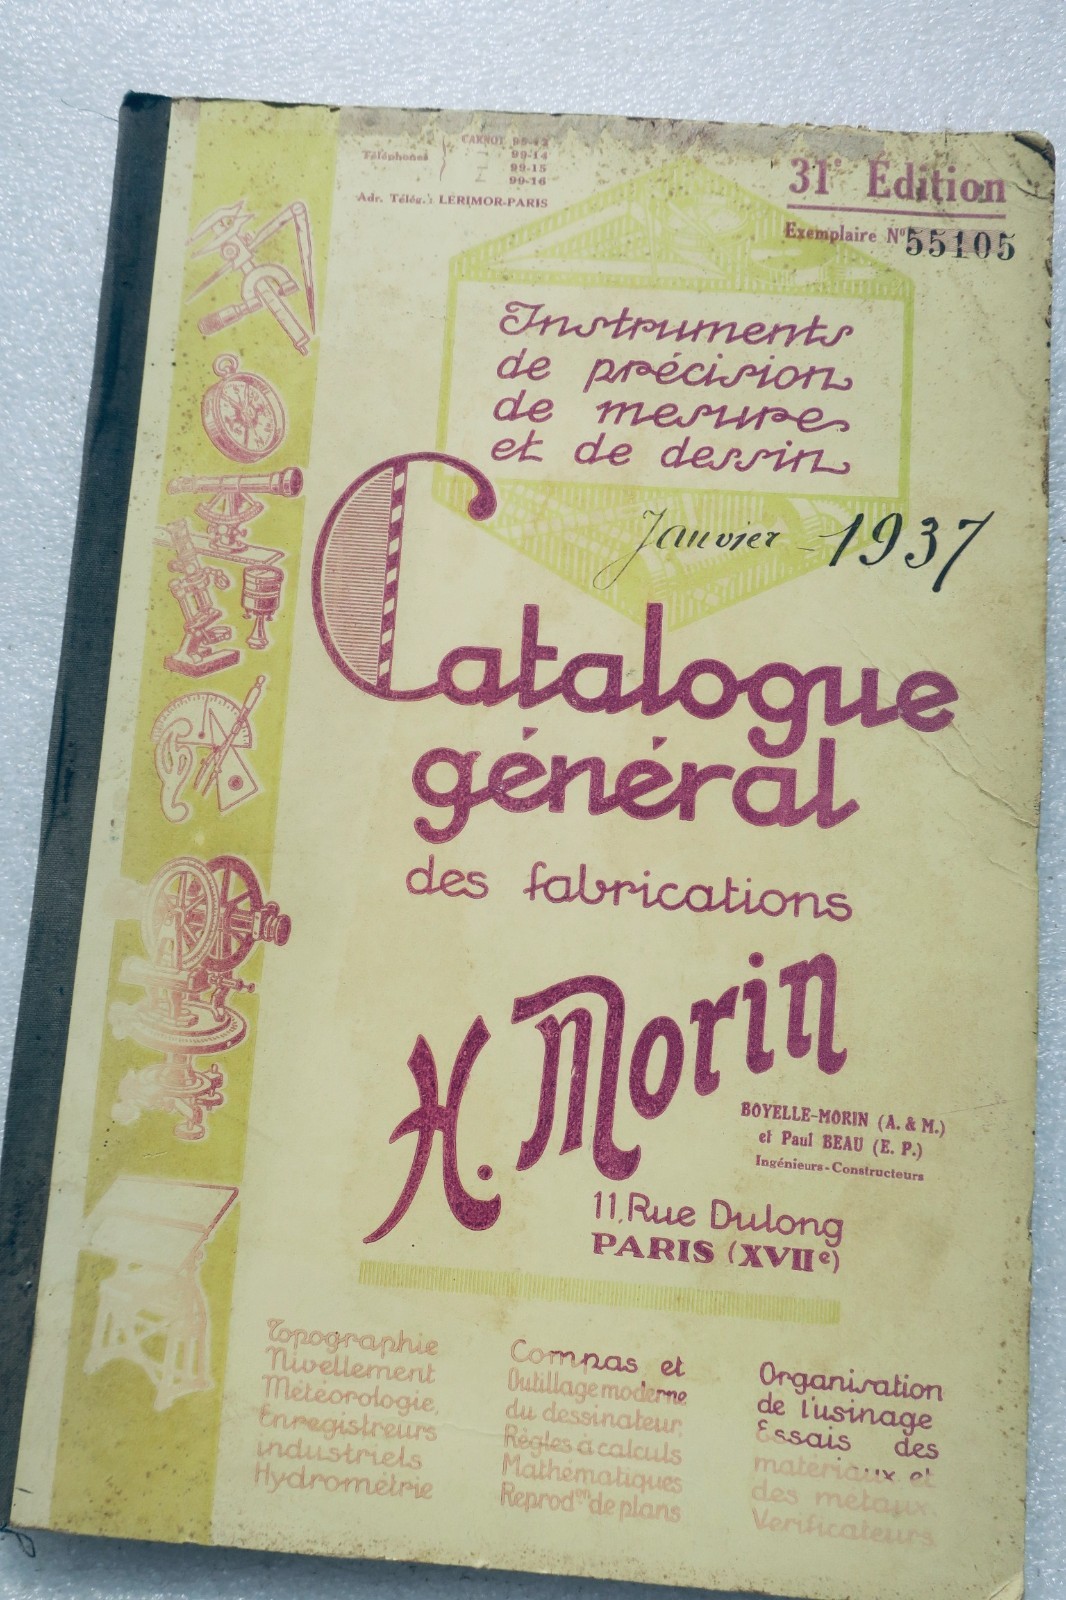 Téléphones
CARNOT 99-12
99-14
99-15
99-16
Adr. Télég.: LÉRIMOR-PARIS
31e Édition
Exemplaire No 55105
Instruments
de précision
de mesure
et de dessin
Janvier - 1937
Catalogue
général
des fabrications
H. Morin
BOYELLE-MORIN (A. & M.)
et Paul BEAU (E. P.)
Ingénieurs-Constructeurs
11, Rue Dulong
PARIS (XVIIe)
Topographie
Nivellement
Météorologie,
Enregistreurs
industriels
Hydrométrie
Compas et
Outillage moderne
du dessinateur,
Règles à calculs
Mathématiques
Reprodon de plans
Organisation
de l'usinage
Essais des
matériaux et
des métaux.
Vérificateurs